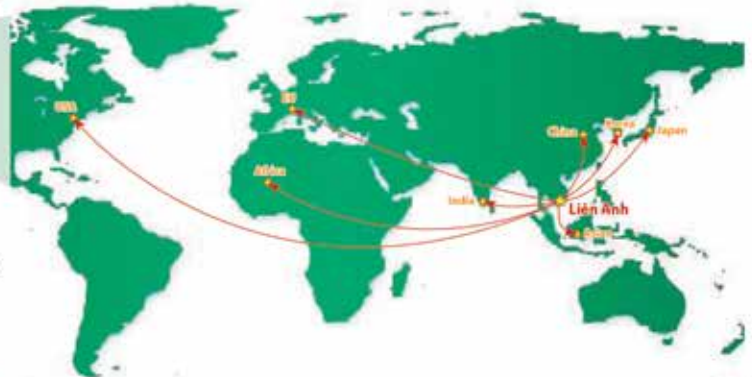 USA
EU
Africa
India
China
Korea
Japan
Liên Anh